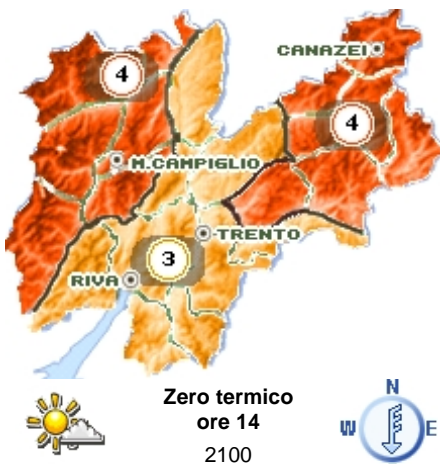 CANAZEI
4
4
M.CAMPIGLIO
TRENTO
3
RIVA
Zero termico
ore 14
2100
N
W E